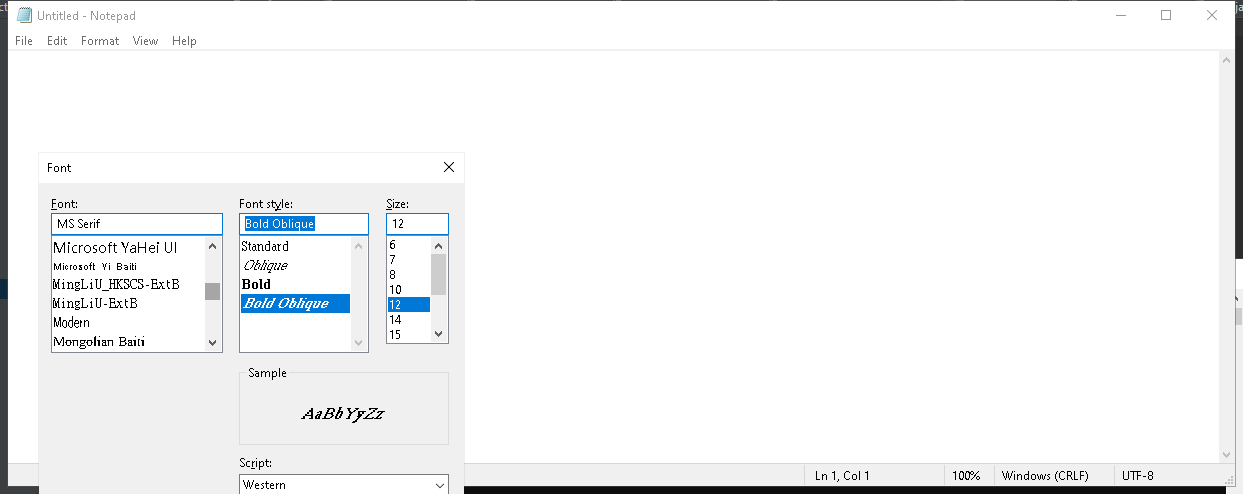 Untitled - Notepad
File Edit Format View Help
Font
Font: Font style: Size:
MS Serif Bold Oblique 12
Microsoft YaHei UI Standard 6
Microsoft Yi Baiti Oblique 7
MingLiU_HKSCS-ExtB Bold 8
MingLiU-ExtB Bold Oblique 10
Modern 12
Mongolian Baiti 14
15
Sample
AaBbYyZz
Script:
Western
Ln 1, Col 1 100% Windows (CRLF) UTF-8